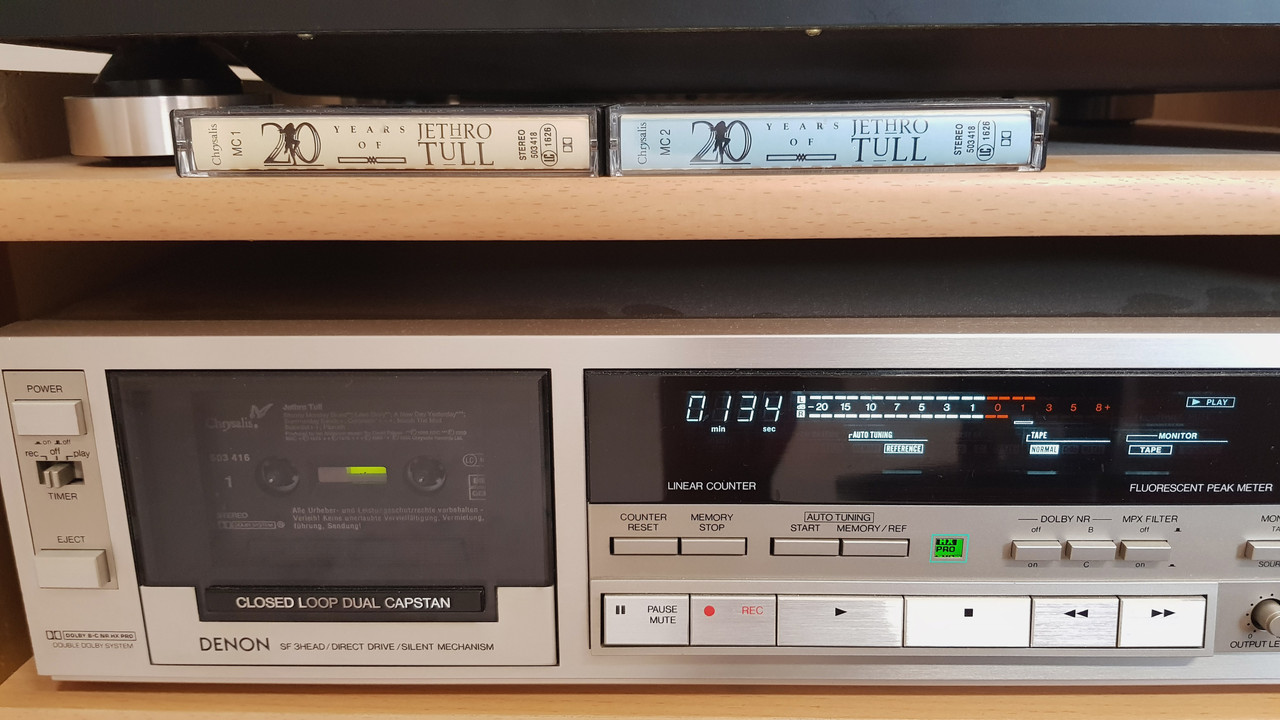 Chrysalis
MC 1
20 YEARS OF JETHRO TULL
STEREO
503418
LC 1626
Chrysalis
MC 2
20 YEARS OF JETHRO TULL
STEREO
503 418
LC 1626
POWER
on off
rec off play
TIMER
EJECT
DOLBY B-C NR HX PRO
DOUBLE DOLBY SYSTEM
Jethro Tull
Chrysalis
503 416
1
STEREO
Alle Urheber- und Leistungsschutzrechte vorbehalten
CLOSED LOOP DUAL CAPSTAN
DENON SF 3HEAD / DIRECT DRIVE / SILENT MECHANISM
0134
min sec
L
R
-20 15 10 7 5 3 1 0 1 3 5 8+
PLAY
AUTO TUNING
REFERENCE
TAPE
NORMAL
MONITOR
TAPE
LINEAR COUNTER
FLUORESCENT PEAK METER
COUNTER RESET
MEMORY STOP
AUTO TUNING
START MEMORY / REF
HX PRO
DOLBY NR
off B
on C
MPX FILTER
off
on
PAUSE MUTE
REC
OUTPUT
0